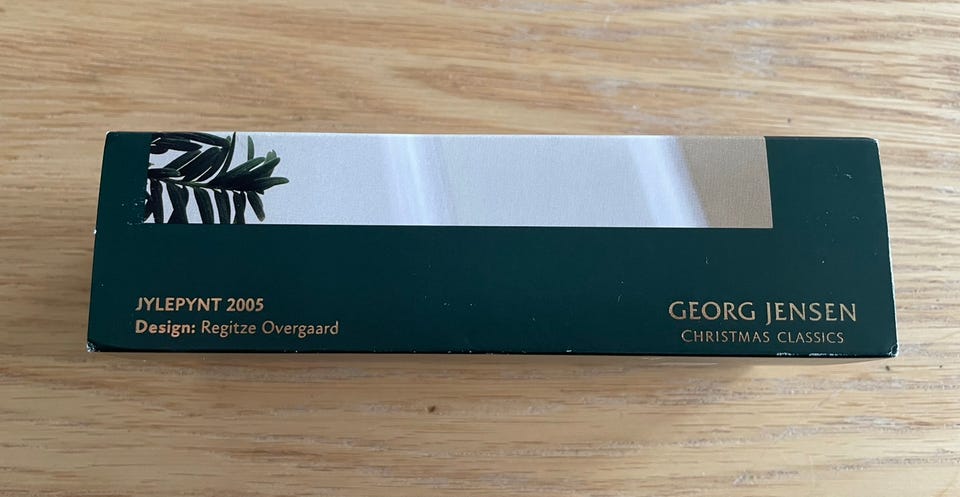 JYLEPYNT 2005
Design: Regitze Overgaard
GEORG JENSEN
CHRISTMAS CLASSICS